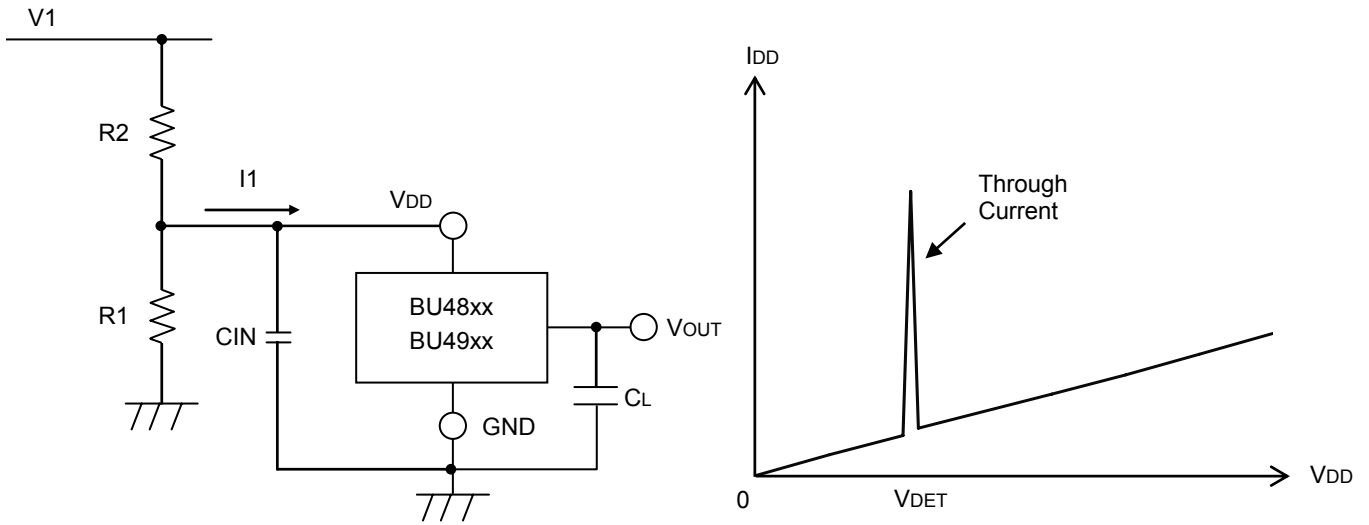 V1
R2
I1
VDD
R1
CIN
BU48xx
BU49xx
VOUT
CL
GND
IDD
Through
Current
0
VDET
VDD